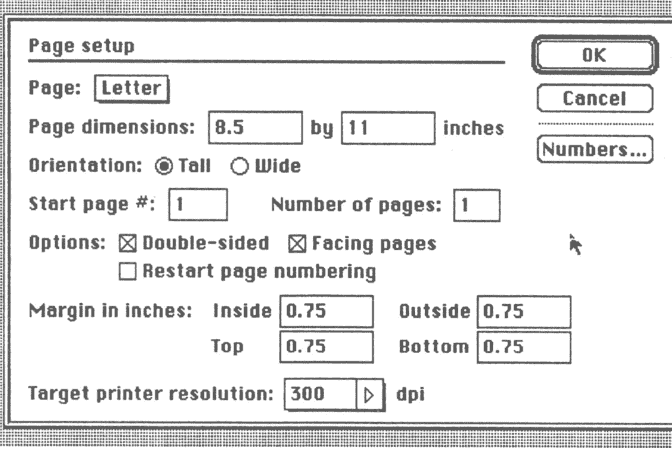 Page setup
OK
Page: Letter
Cancel
Page dimensions: 8.5 by 11 inches
Numbers...
Orientation: Tall Wide
Start page #: 1 Number of pages: 1
Options: Double-sided Facing pages
Restart page numbering
Margin in inches: Inside 0.75 Outside 0.75
Top 0.75 Bottom 0.75
Target printer resolution: 300 dpi